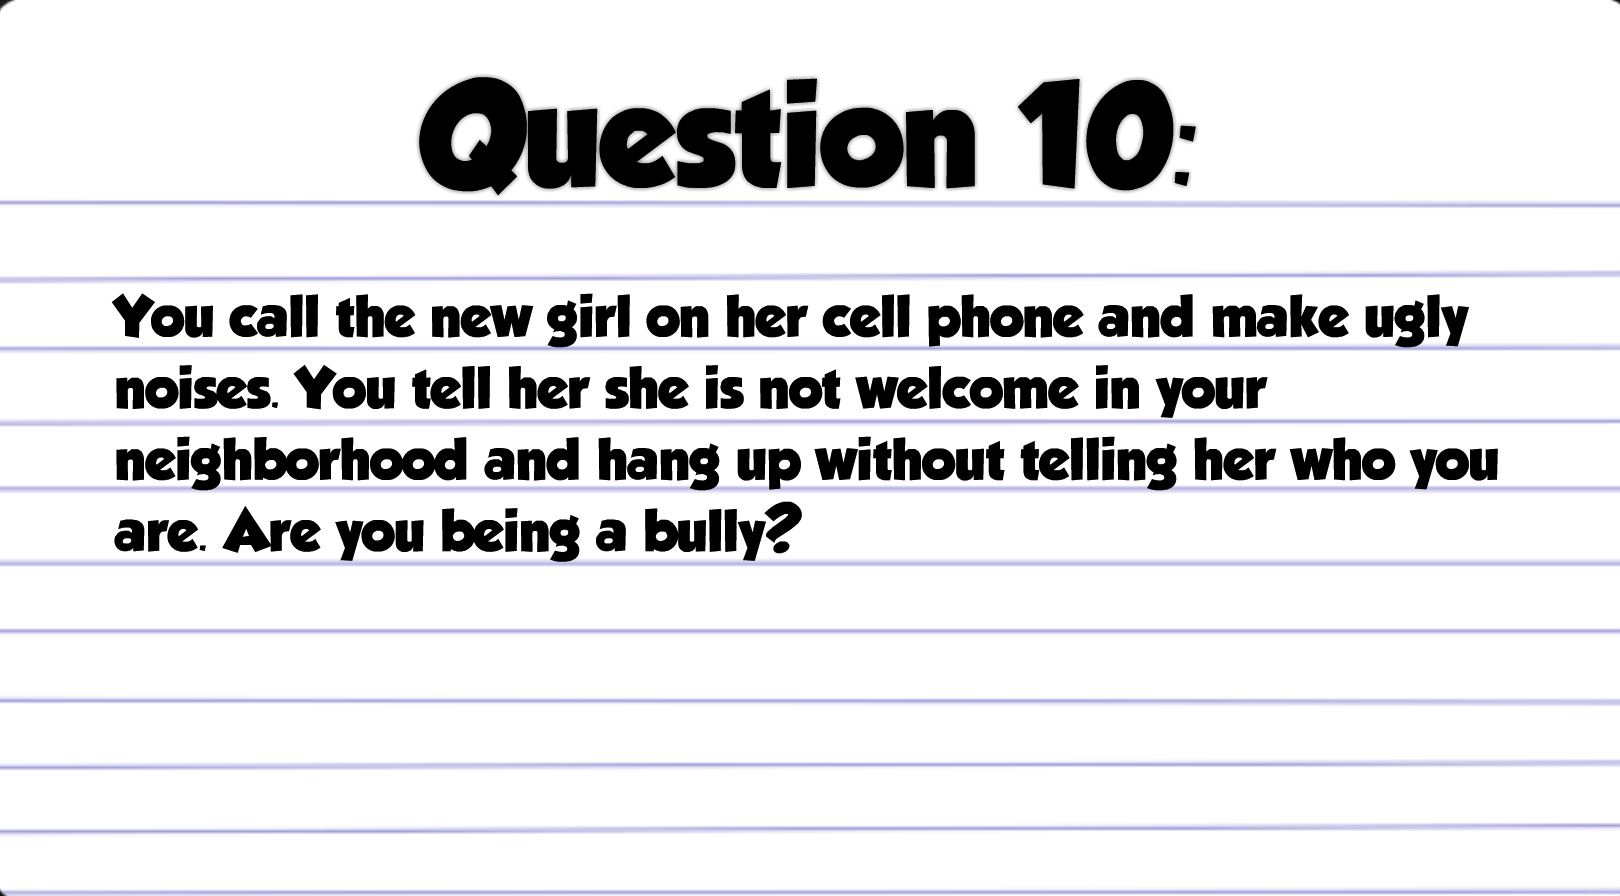 Question 10:
You call the new girl on her cell phone and make ugly
noises. You tell her she is not welcome in your
neighborhood and hang up without telling her who you
are. Are you being a bully?